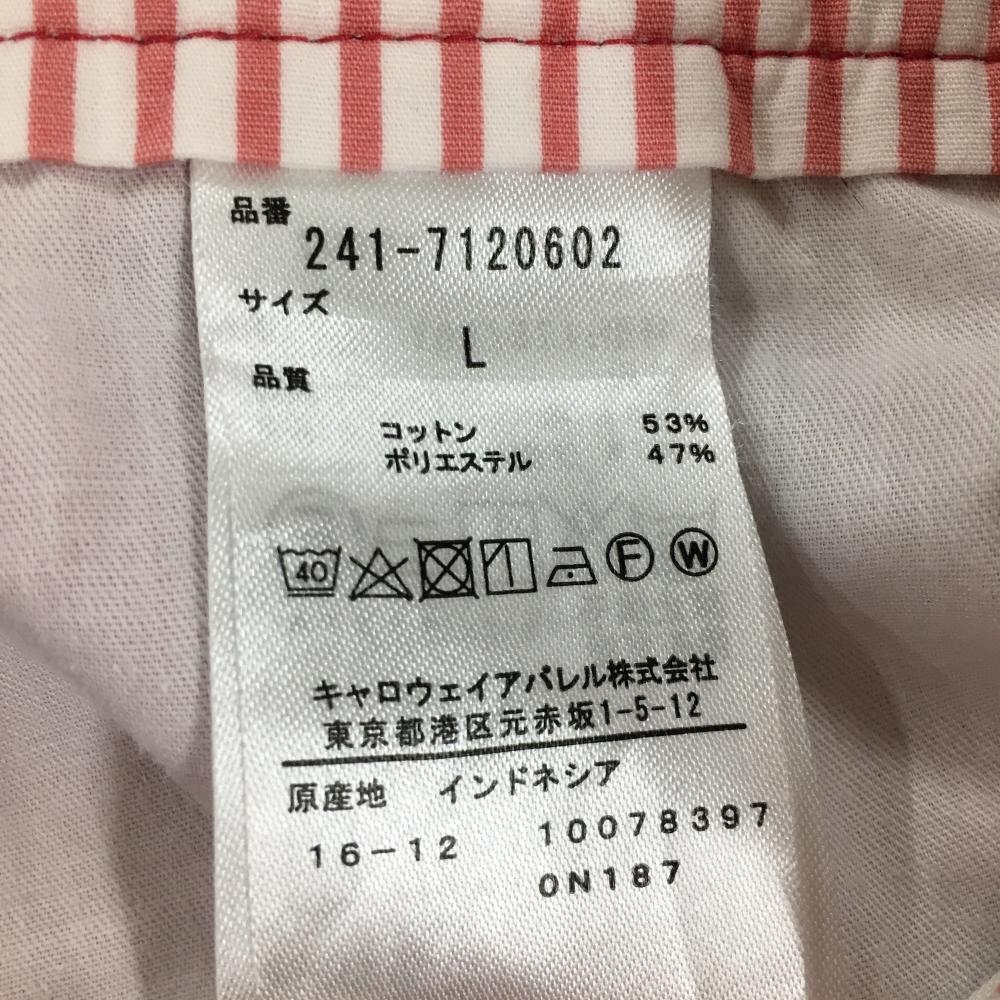 品番
241-7120602
サイズ
L
品質
コットン 53%
ポリエステル 47%
40 F W
キャロウェイアパレル株式会社
東京都港区元赤坂1-5-12
原産地 インドネシア
16-12 10078397
0N187